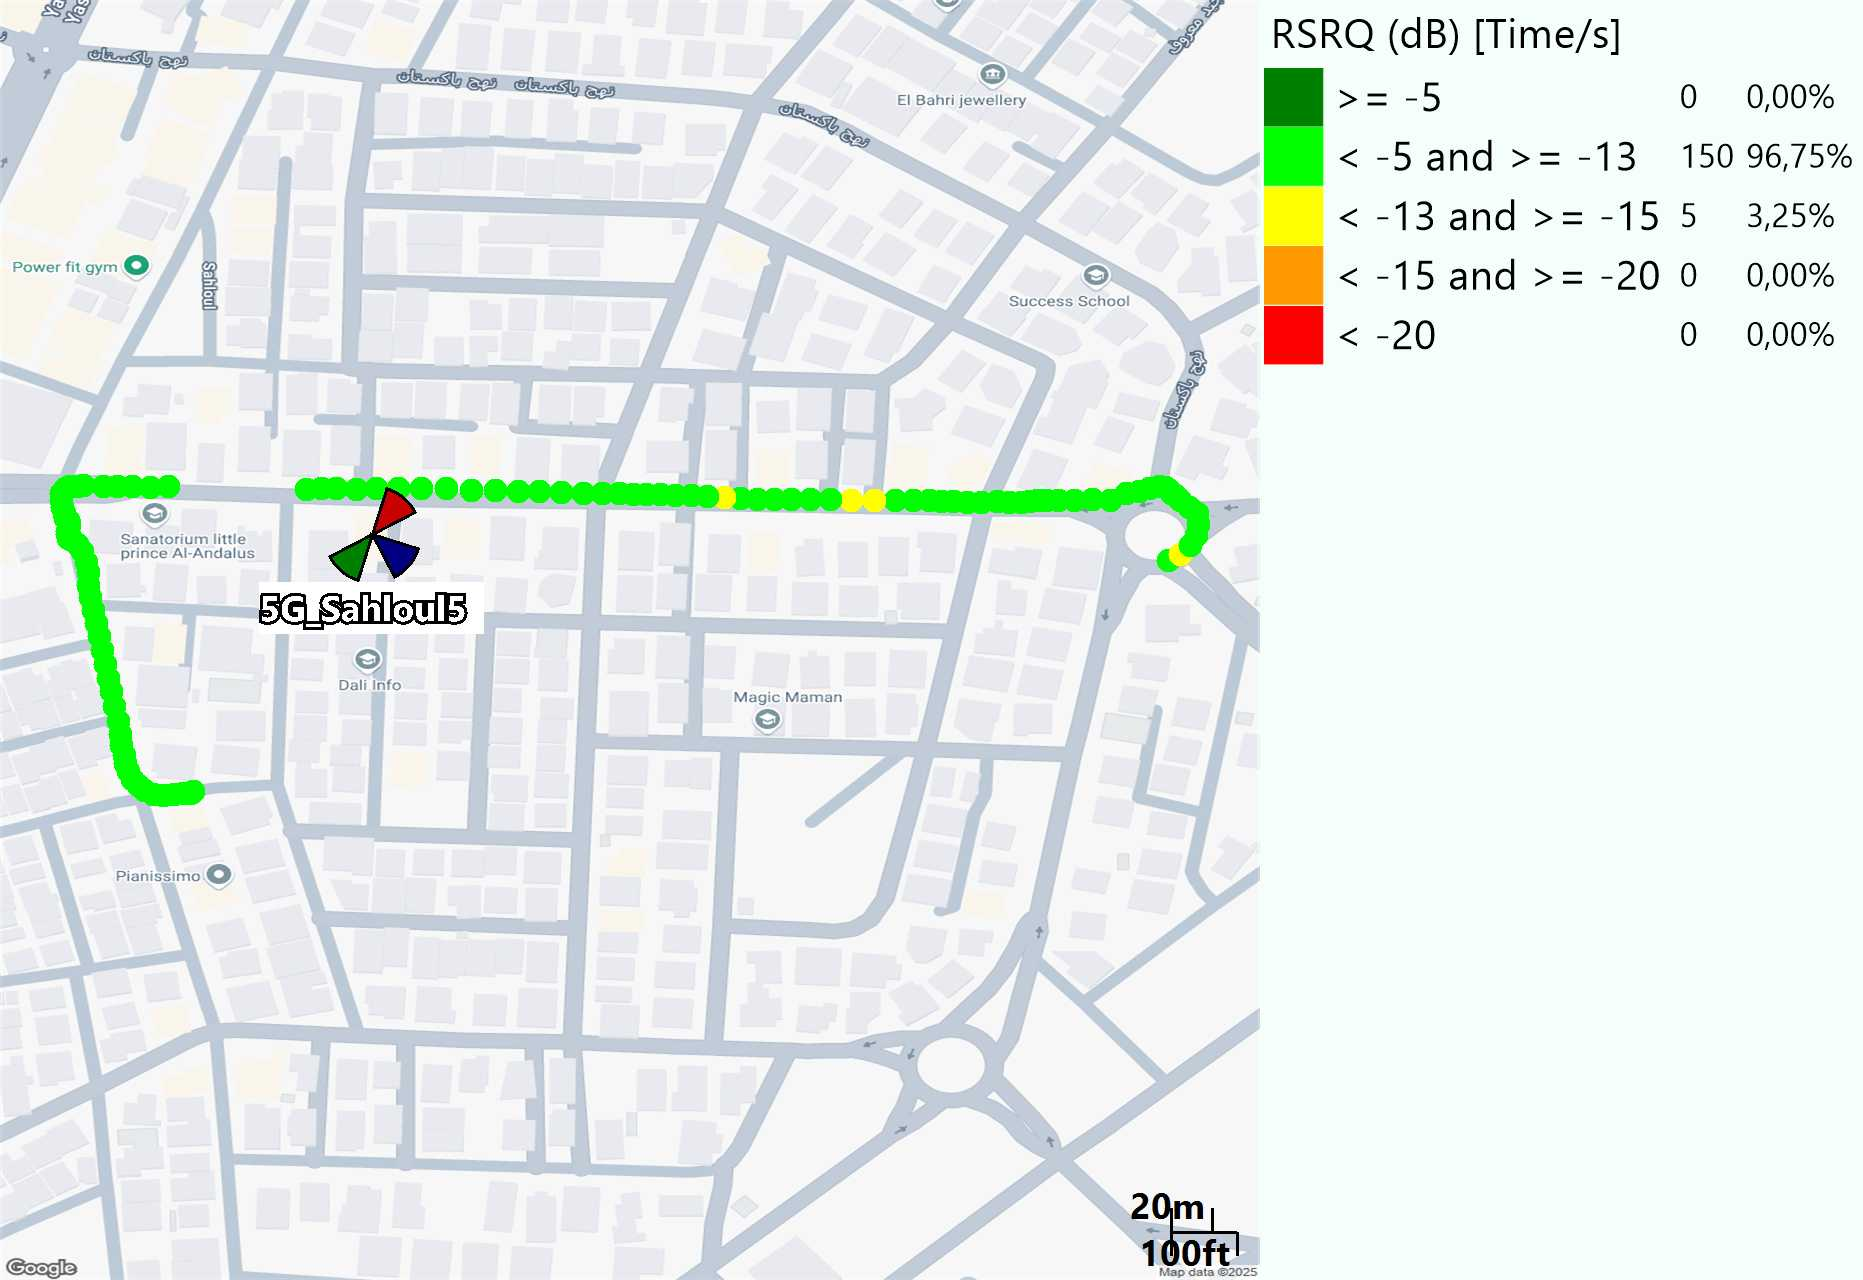 نهج باكستان
نهج باكستان
نهج باكستان
نهج باكستان
El Bahri jewellery
Power fit gym
Sahloul
Success School
نهج باكستان
Sanatorium little
prince Al-Andalus
5G_Sahloul5
Dali Info
Magic Maman
Pianissimo
20m
100ft
Google
Map data ©2025
RSRQ (dB) [Time/s]
>= -5 0 0,00%
< -5 and >= -13 150 96,75%
< -13 and >= -15 5 3,25%
< -15 and >= -20 0 0,00%
< -20 0 0,00%